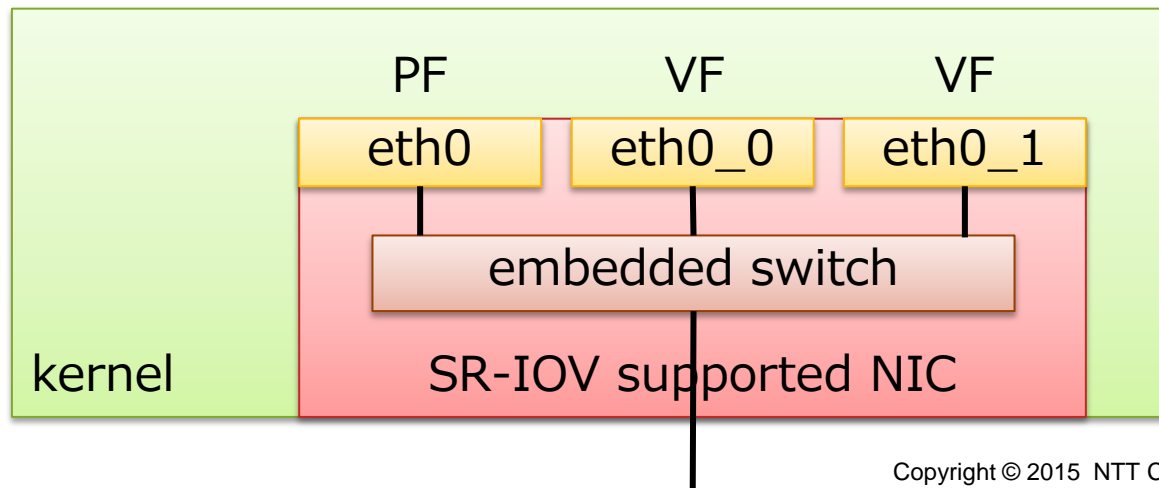 PF VF VF
eth0 eth0_0 eth0_1
embedded switch
kernel SR-IOV supported NIC
Copyright © 2015 NTT C